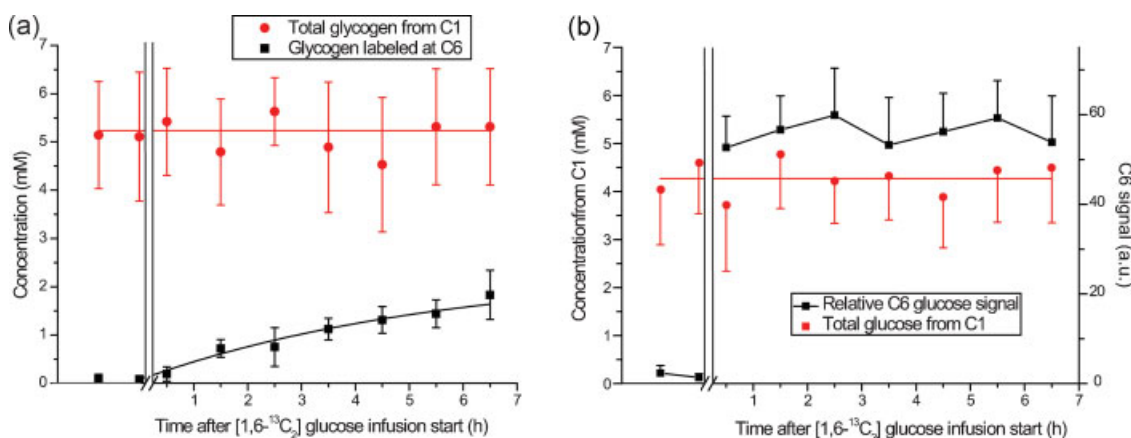 (a)
Total glycogen from C1
Glycogen labeled at C6
7
6
5
4
3
2
1
0
Concentration (mM)
1 2 3 4 5 6 7
Time after [1,6-¹³C₂] glucose infusion start (h)
(b)
7
6
5
4
3
2
1
0
Concentrationfrom C1 (mM)
60
40
20
0
C6 signal (a.u.)
Relative C6 glucose signal
Total glucose from C1
1 2 3 4 5 6 7
Time after [1,6-¹³C₂] glucose infusion start (h)